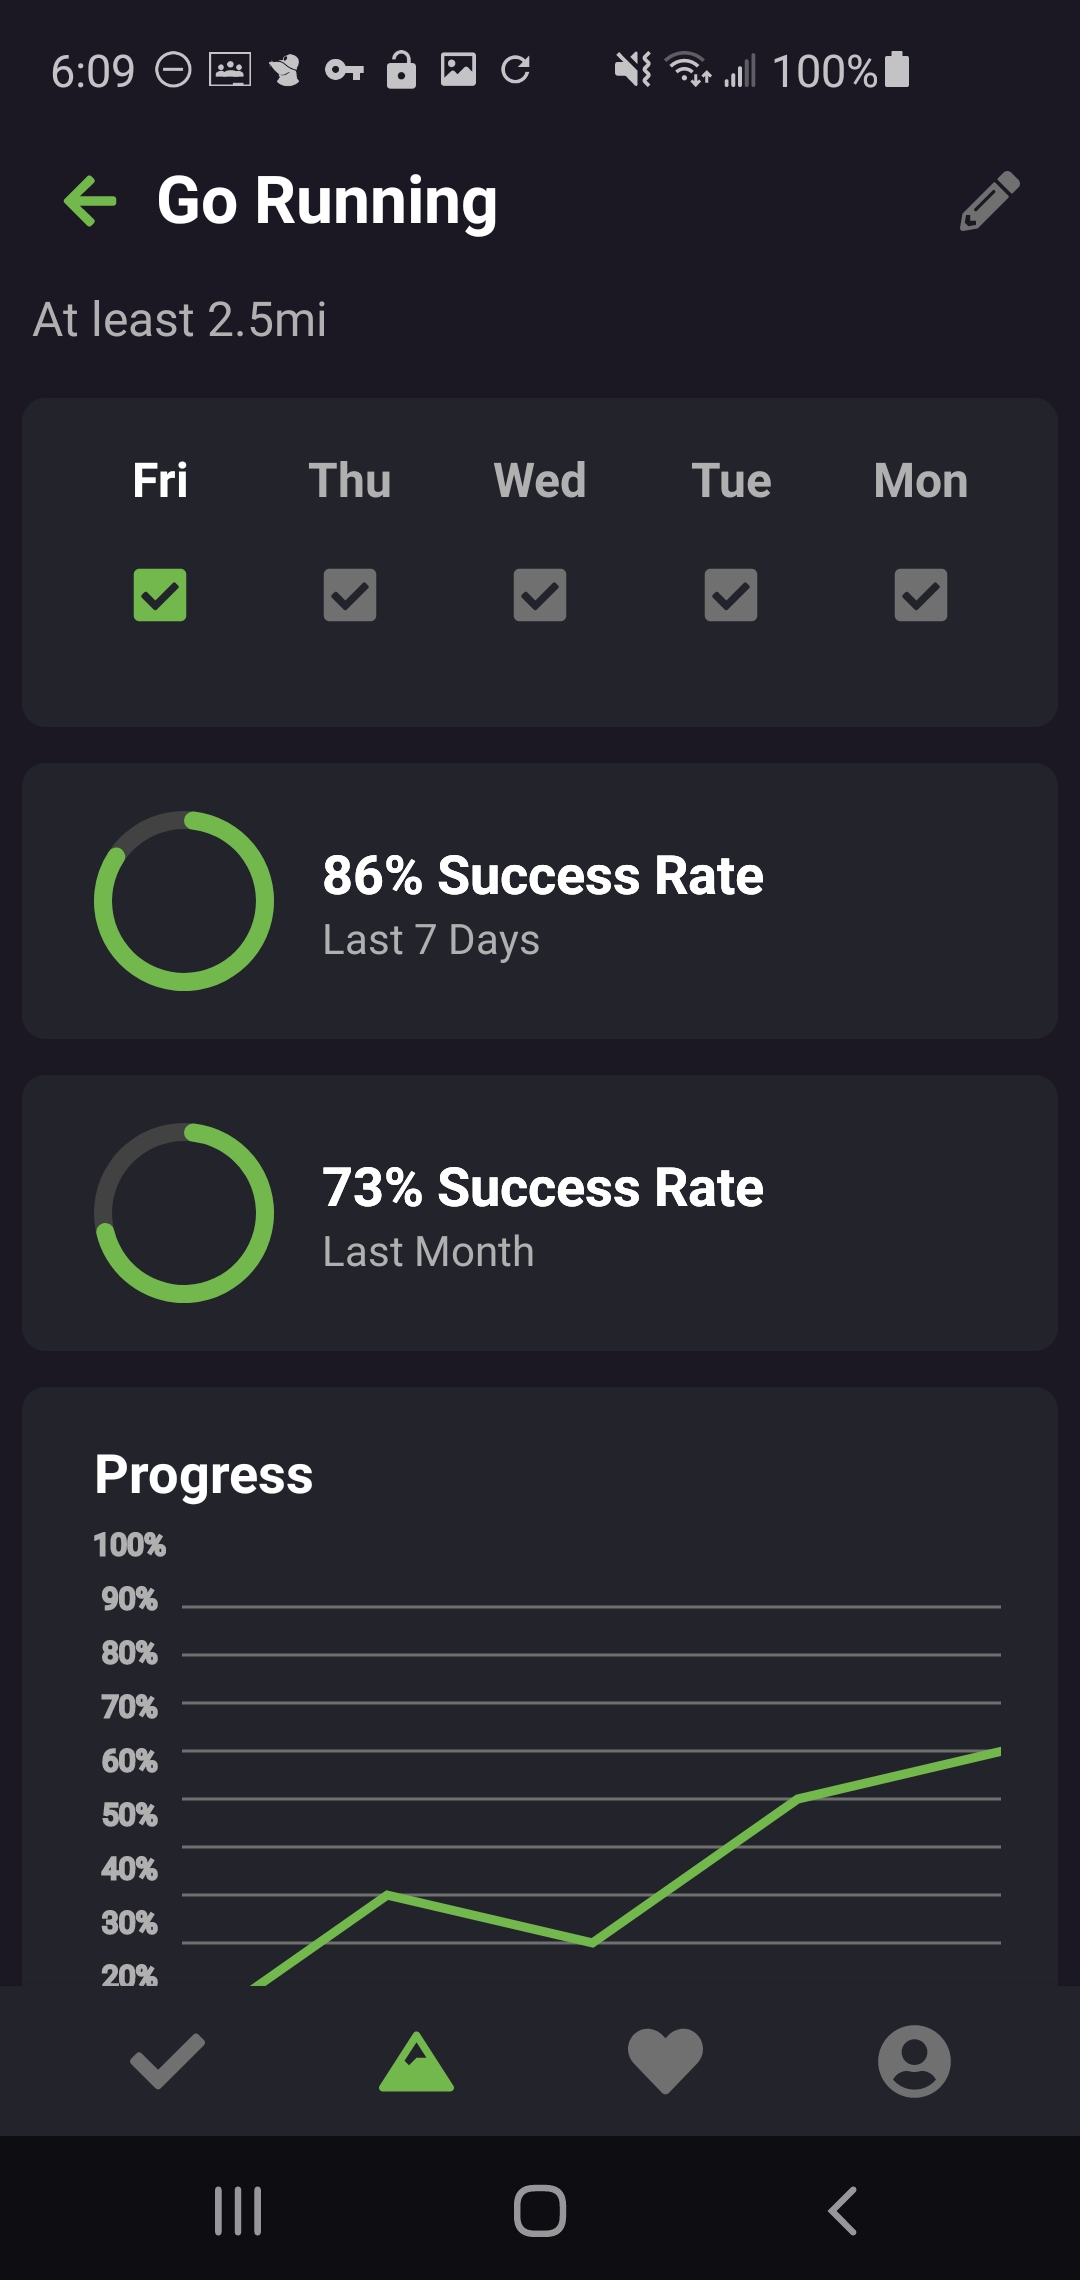 6:09 100%
Go Running
At least 2.5mi
Fri Thu Wed Tue Mon
86% Success Rate
Last 7 Days
73% Success Rate
Last Month
Progress
100%
90%
80%
70%
60%
50%
40%
30%
20%